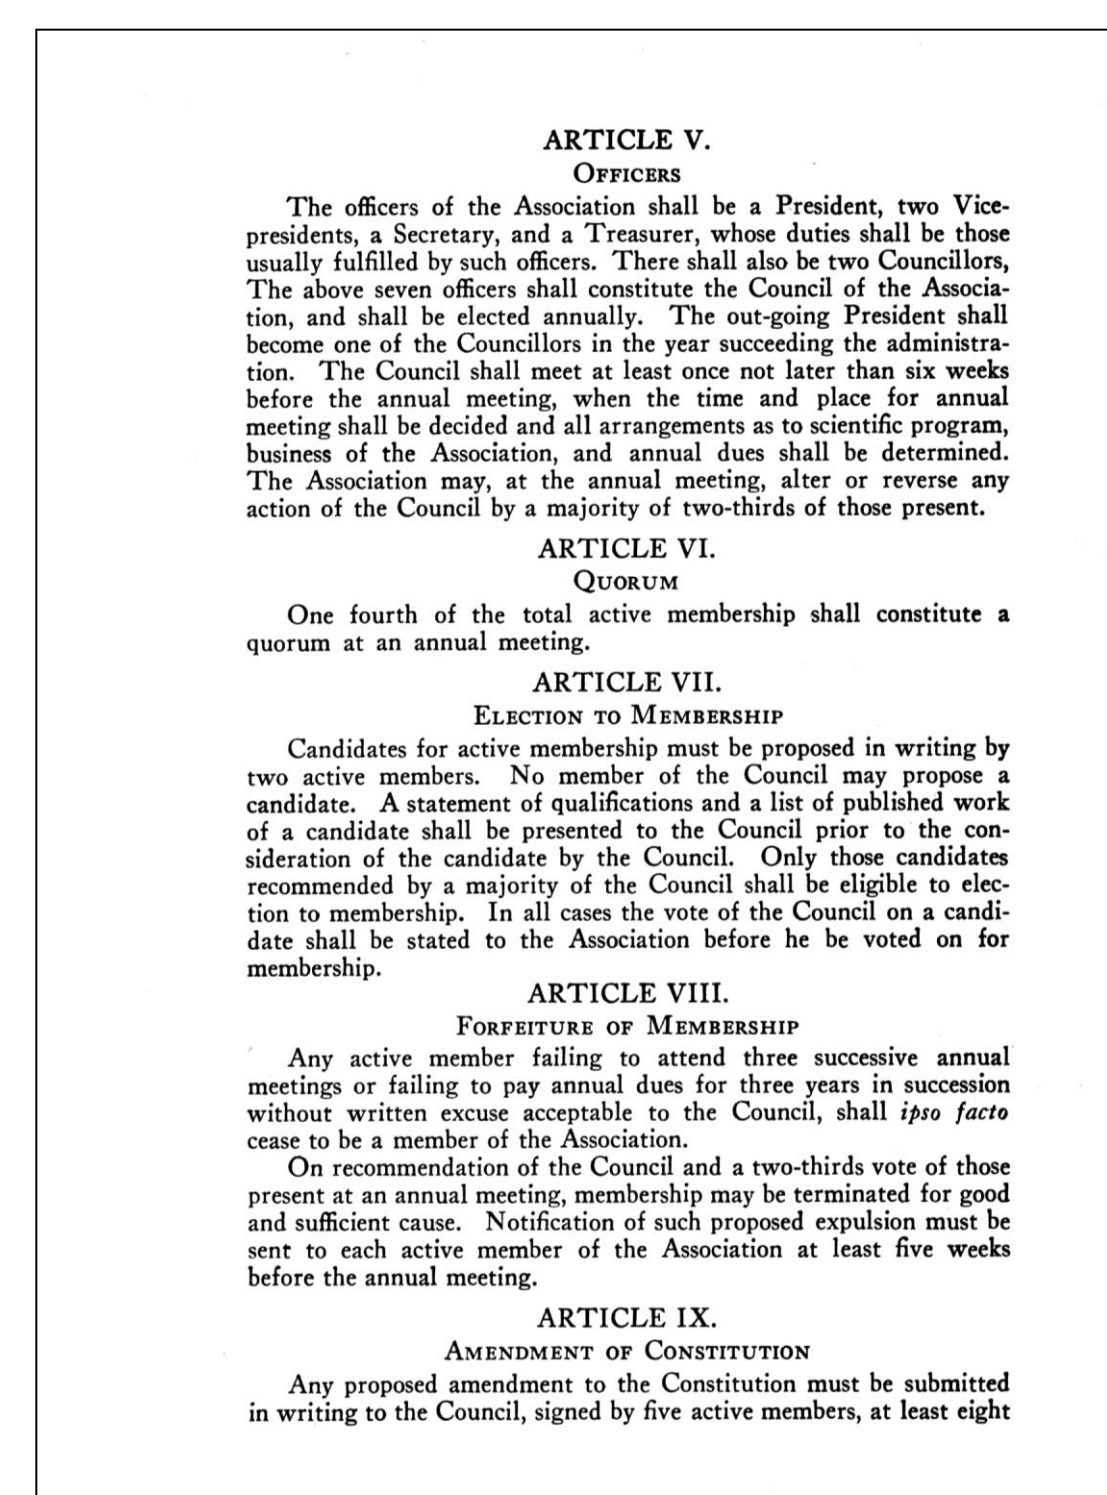 ARTICLE V.
OFFICERS
The officers of the Association shall be a President, two Vice-
presidents, a Secretary, and a Treasurer, whose duties shall be those
usually fulfilled by such officers. There shall also be two Councillors,
The above seven officers shall constitute the Council of the Associa-
tion, and shall be elected annually. The out-going President shall
become one of the Councillors in the year succeeding the administra-
tion. The Council shall meet at least once not later than six weeks
before the annual meeting, when the time and place for annual
meeting shall be decided and all arrangements as to scientific program,
business of the Association, and annual dues shall be determined.
The Association may, at the annual meeting, alter or reverse any
action of the Council by a majority of two-thirds of those present.
ARTICLE VI.
QUORUM
One fourth of the total active membership shall constitute a
quorum at an annual meeting.
ARTICLE VII.
ELECTION TO MEMBERSHIP
Candidates for active membership must be proposed in writing by
two active members. No member of the Council may propose a
candidate. A statement of qualifications and a list of published work
of a candidate shall be presented to the Council prior to the con-
sideration of the candidate by the Council. Only those candidates
recommended by a majority of the Council shall be eligible to elec-
tion to membership. In all cases the vote of the Council on a candi-
date shall be stated to the Association before he be voted on for
membership.
ARTICLE VIII.
FORFEITURE OF MEMBERSHIP
Any active member failing to attend three successive annual
meetings or failing to pay annual dues for three years in succession
without written excuse acceptable to the Council, shall ipso facto
cease to be a member of the Association.
On recommendation of the Council and a two-thirds vote of those
present at an annual meeting, membership may be terminated for good
and sufficient cause. Notification of such proposed expulsion must be
sent to each active member of the Association at least five weeks
before the annual meeting.
ARTICLE IX.
AMENDMENT OF CONSTITUTION
Any proposed amendment to the Constitution must be submitted
in writing to the Council, signed by five active members, at least eight